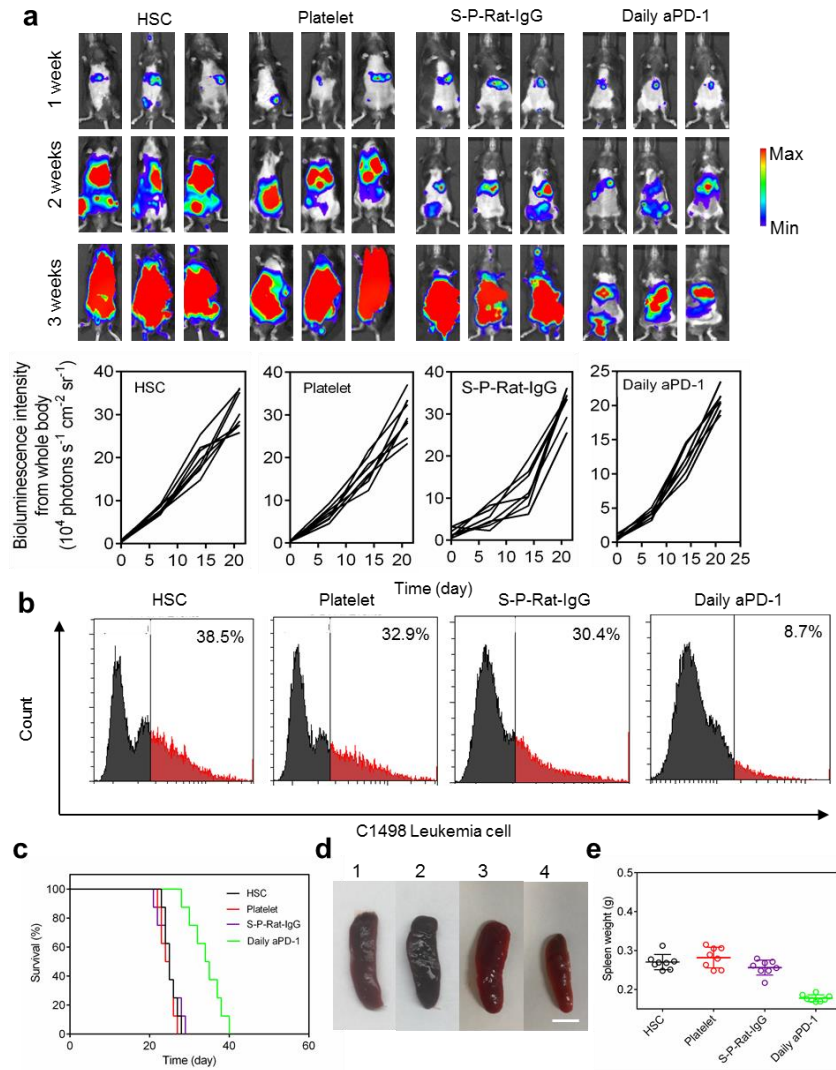 a
HSC Platelet S-P-Rat-IgG Daily aPD-1
1 week
2 weeks
3 weeks
Max
Min
Bioluminescence intensity
from whole body
(10⁴ photons s⁻¹ cm⁻² sr⁻¹)
40
30
20
10
0
HSC
0 5 10 15 20
40
30
20
10
0
Platelet
0 5 10 15 20
40
30
20
10
0
S-P-Rat-IgG
0 5 10 15 20
25
20
15
10
5
0
Daily aPD-1
0 5 10 15 20 25
Time (day)
b
HSC Platelet S-P-Rat-IgG Daily aPD-1
38.5% 32.9% 30.4% 8.7%
Count
C1498 Leukemia cell
c
Survival (%)
100
80
60
40
20
0
HSC
Platelet
S-P-Rat-IgG
Daily aPD-1
0 20 40 60
Time (day)
d
1 2 3 4
e
Spleen weight (g)
0.5
0.4
0.3
0.2
HSC
Platelet
S-P-Rat-IgG
Daily aPD-1